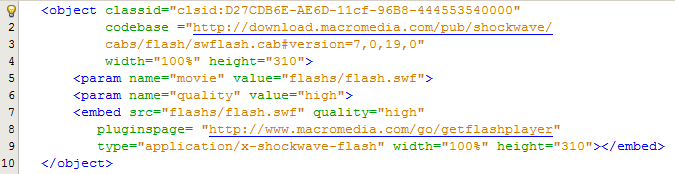 <object classid="clsid:D27CDB6E-AE6D-11cf-96B8-444553540000"
2 codebase ="http://download.macromedia.com/pub/shockwave/
3 cabs/flash/swflash.cab#version=7,0,19,0"
4 width="100%" height="310">
5 <param name="movie" value="flashs/flash.swf">
6 <param name="quality" value="high">
7 <embed src="flashs/flash.swf" quality="high"
8 pluginspage= "http://www.macromedia.com/go/getflashplayer"
9 type="application/x-shockwave-flash" width="100%" height="310"></embed>
10 </object>